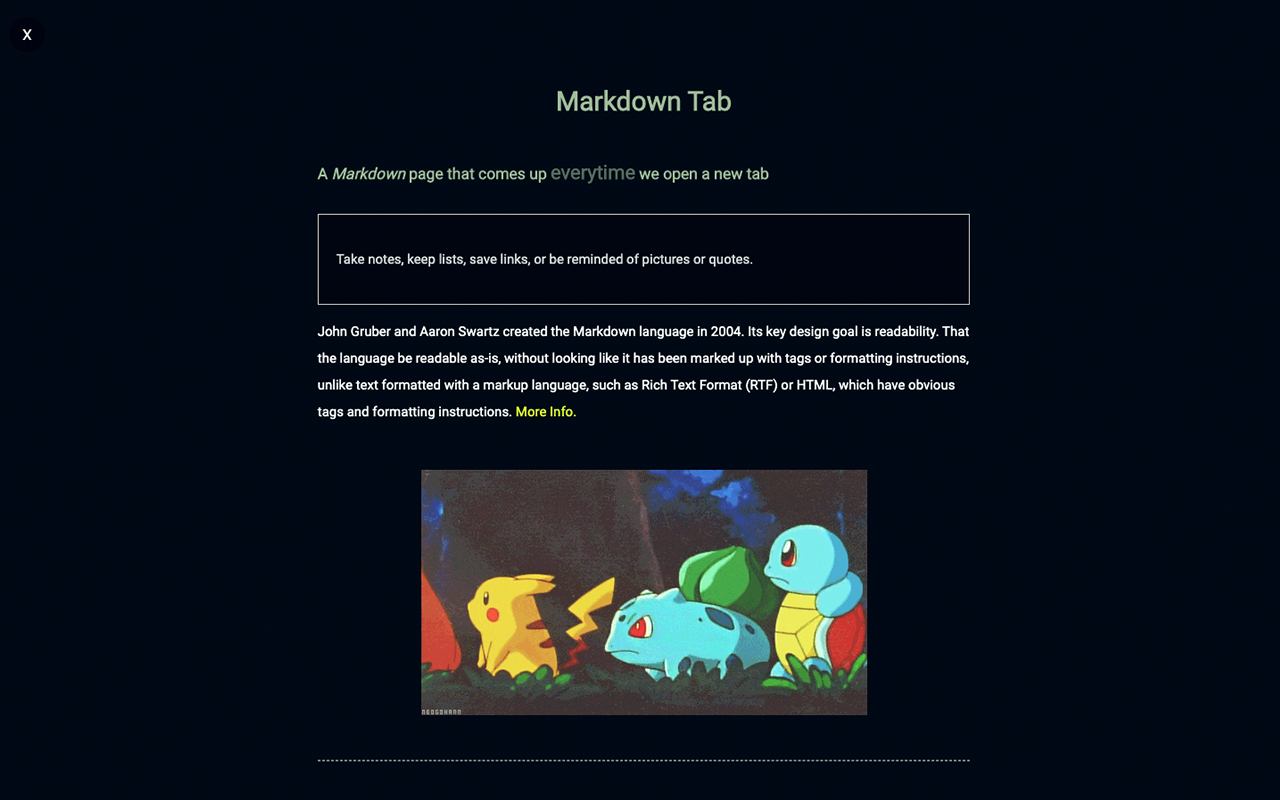 X
Markdown Tab
A Markdown page that comes up everytime we open a new tab
Take notes, keep lists, save links, or be reminded of pictures or quotes.
John Gruber and Aaron Swartz created the Markdown language in 2004. Its key design goal is readability. That
the language be readable as-is, without looking like it has been marked up with tags or formatting instructions,
unlike text formatted with a markup language, such as Rich Text Format (RTF) or HTML, which have obvious
tags and formatting instructions. More Info.